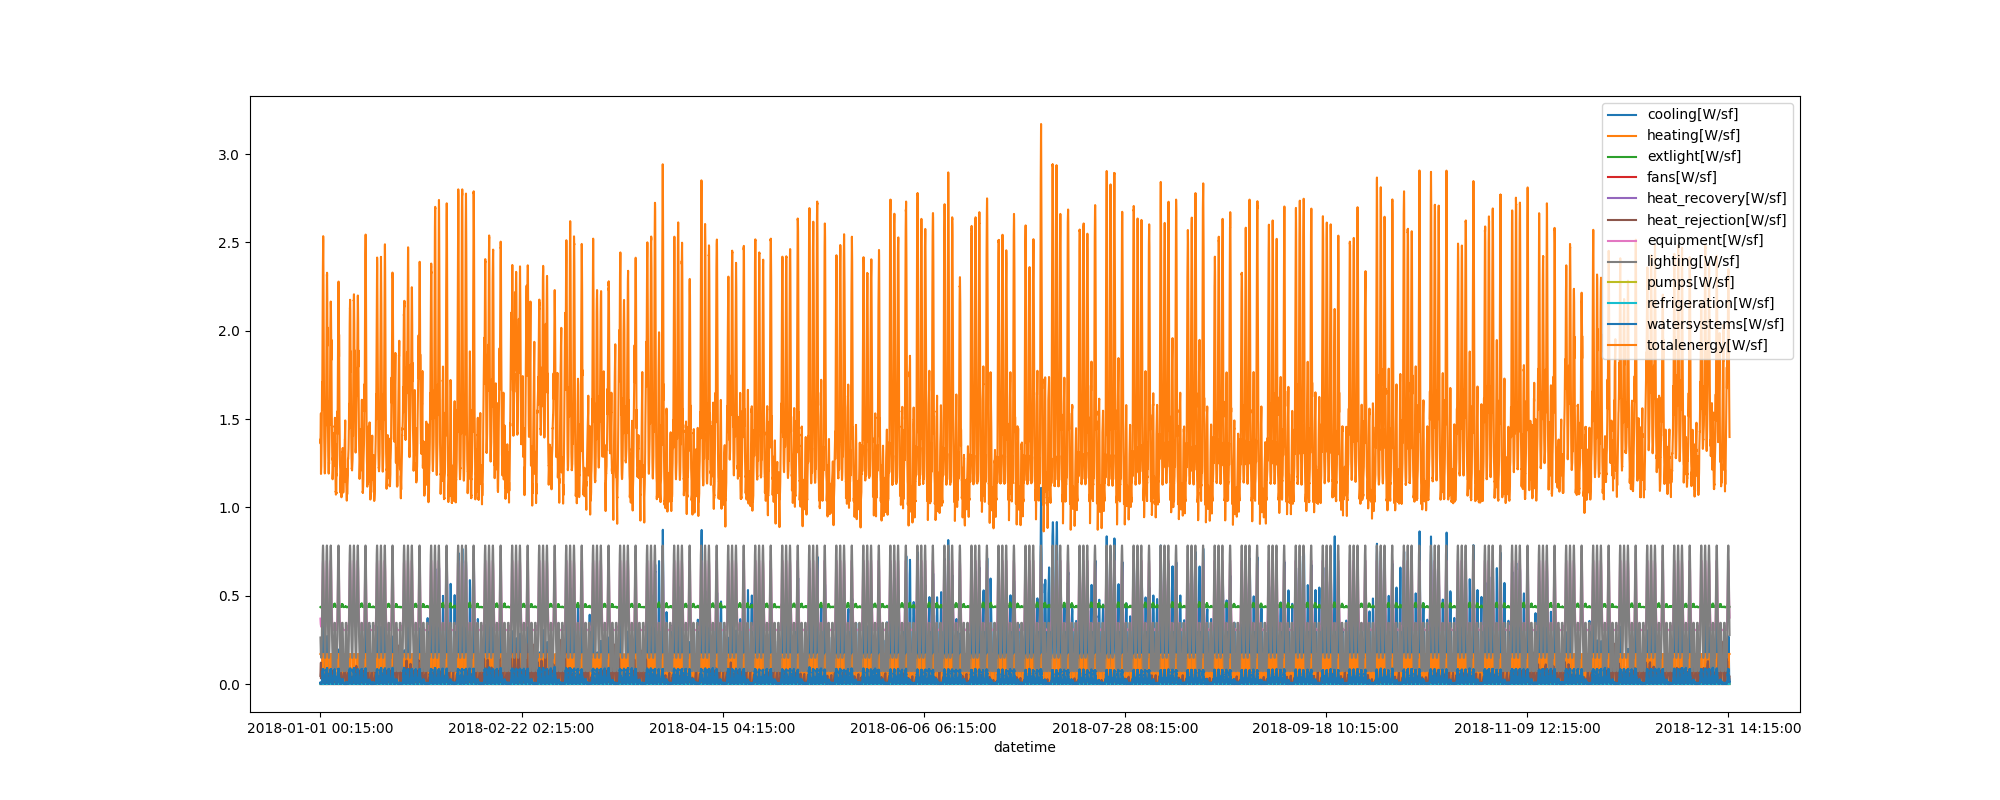 cooling[W/sf]
heating[W/sf]
extlight[W/sf]
fans[W/sf]
heat_recovery[W/sf]
heat_rejection[W/sf]
equipment[W/sf]
lighting[W/sf]
pumps[W/sf]
refrigeration[W/sf]
watersystems[W/sf]
totalenergy[W/sf]
3.0
2.5
2.0
1.5
1.0
0.5
0.0
2018-01-01 00:15:00 2018-02-22 02:15:00 2018-04-15 04:15:00 2018-06-06 06:15:00 2018-07-28 08:15:00 2018-09-18 10:15:00 2018-11-09 12:15:00 2018-12-31 14:15:00
datetime